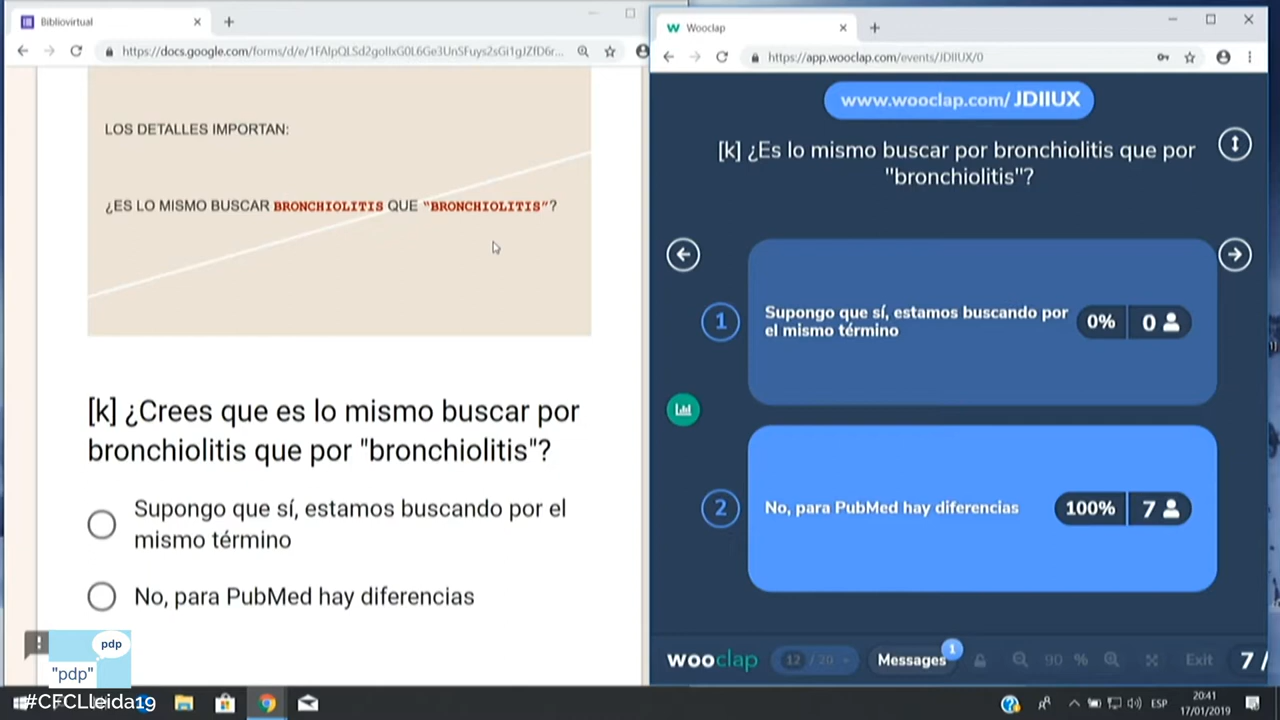 Bibliovirtual
https://docs.google.com/forms/d/e/1FAIpQLSd2golIxG0L6Ge3UnSFuys2sGi1gJZfD6r...
LOS DETALLES IMPORTAN:
¿ES LO MISMO BUSCAR BRONCHIOLITIS QUE “BRONCHIOLITIS”?
[k] ¿Crees que es lo mismo buscar por
bronchiolitis que por "bronchiolitis"?
Supongo que sí, estamos buscando por el
mismo término
No, para PubMed hay diferencias
pdp
"pdp"
#CFCLleida19
Wooclap
https://app.wooclap.com/events/JDIIUX/0
www.wooclap.com/ JDIIUX
[k] ¿Es lo mismo buscar por bronchiolitis que por
"bronchiolitis"?
1
Supongo que sí, estamos buscando por
el mismo término
0%
0
2
No, para PubMed hay diferencias
100%
7
wooclap
12 / 20
Messages
1
90 %
Exit
7 /
ESP
20:41
17/01/2019